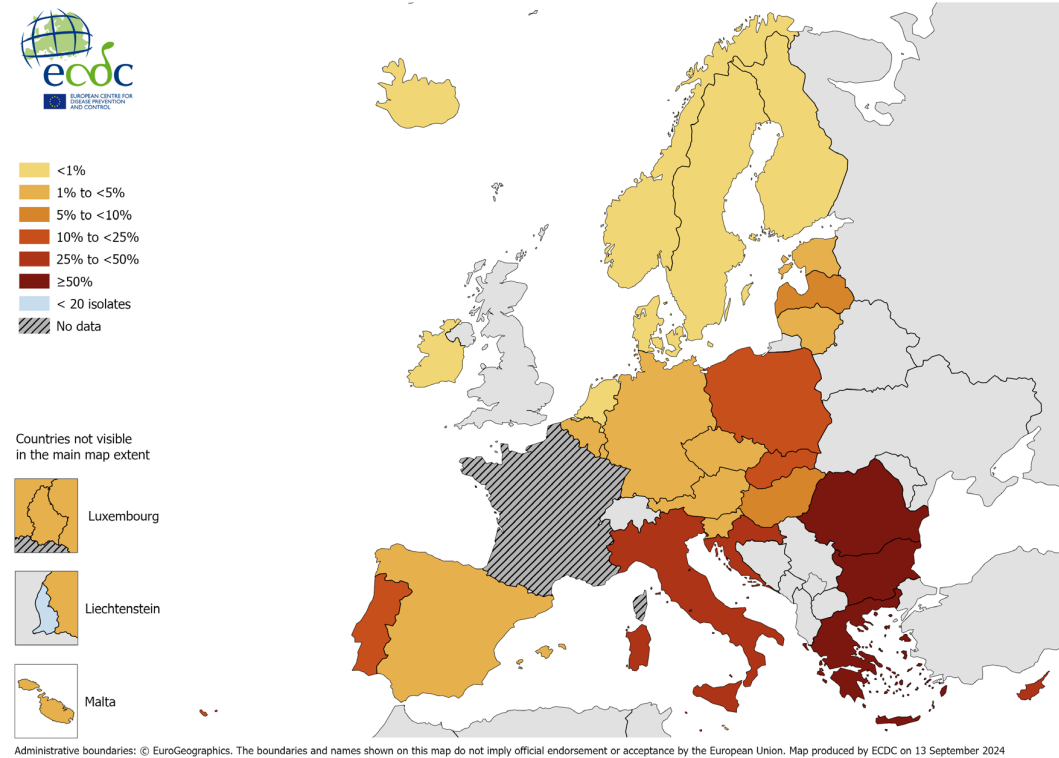 ecdc
EUROPEAN CENTRE FOR
DISEASE PREVENTION
AND CONTROL
<1%
1% to <5%
5% to <10%
10% to <25%
25% to <50%
≥50%
< 20 isolates
No data
Countries not visible
in the main map extent
Luxembourg
Liechtenstein
Malta
Administrative boundaries: © EuroGeographics. The boundaries and names shown on this map do not imply official endorsement or acceptance by the European Union. Map produced by ECDC on 13 September 2024